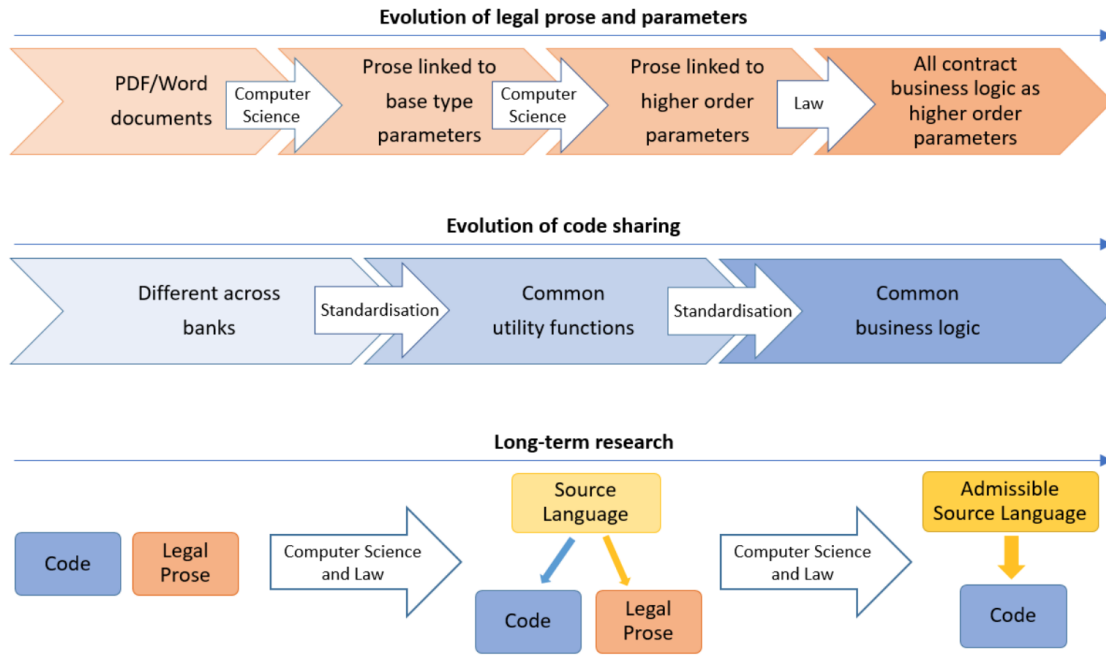 Evolution of legal prose and parameters
PDF/Word
documents
Computer
Science
Prose linked to
base type
parameters
Computer
Science
Prose linked to
higher order
parameters
Law
All contract
business logic as
higher order
parameters
Evolution of code sharing
Different across
banks
Standardisation
Common
utility functions
Standardisation
Common
business logic
Long-term research
Code
Legal
Prose
Computer Science
and Law
Source
Language
Code
Legal
Prose
Computer Science
and Law
Admissible
Source Language
Code